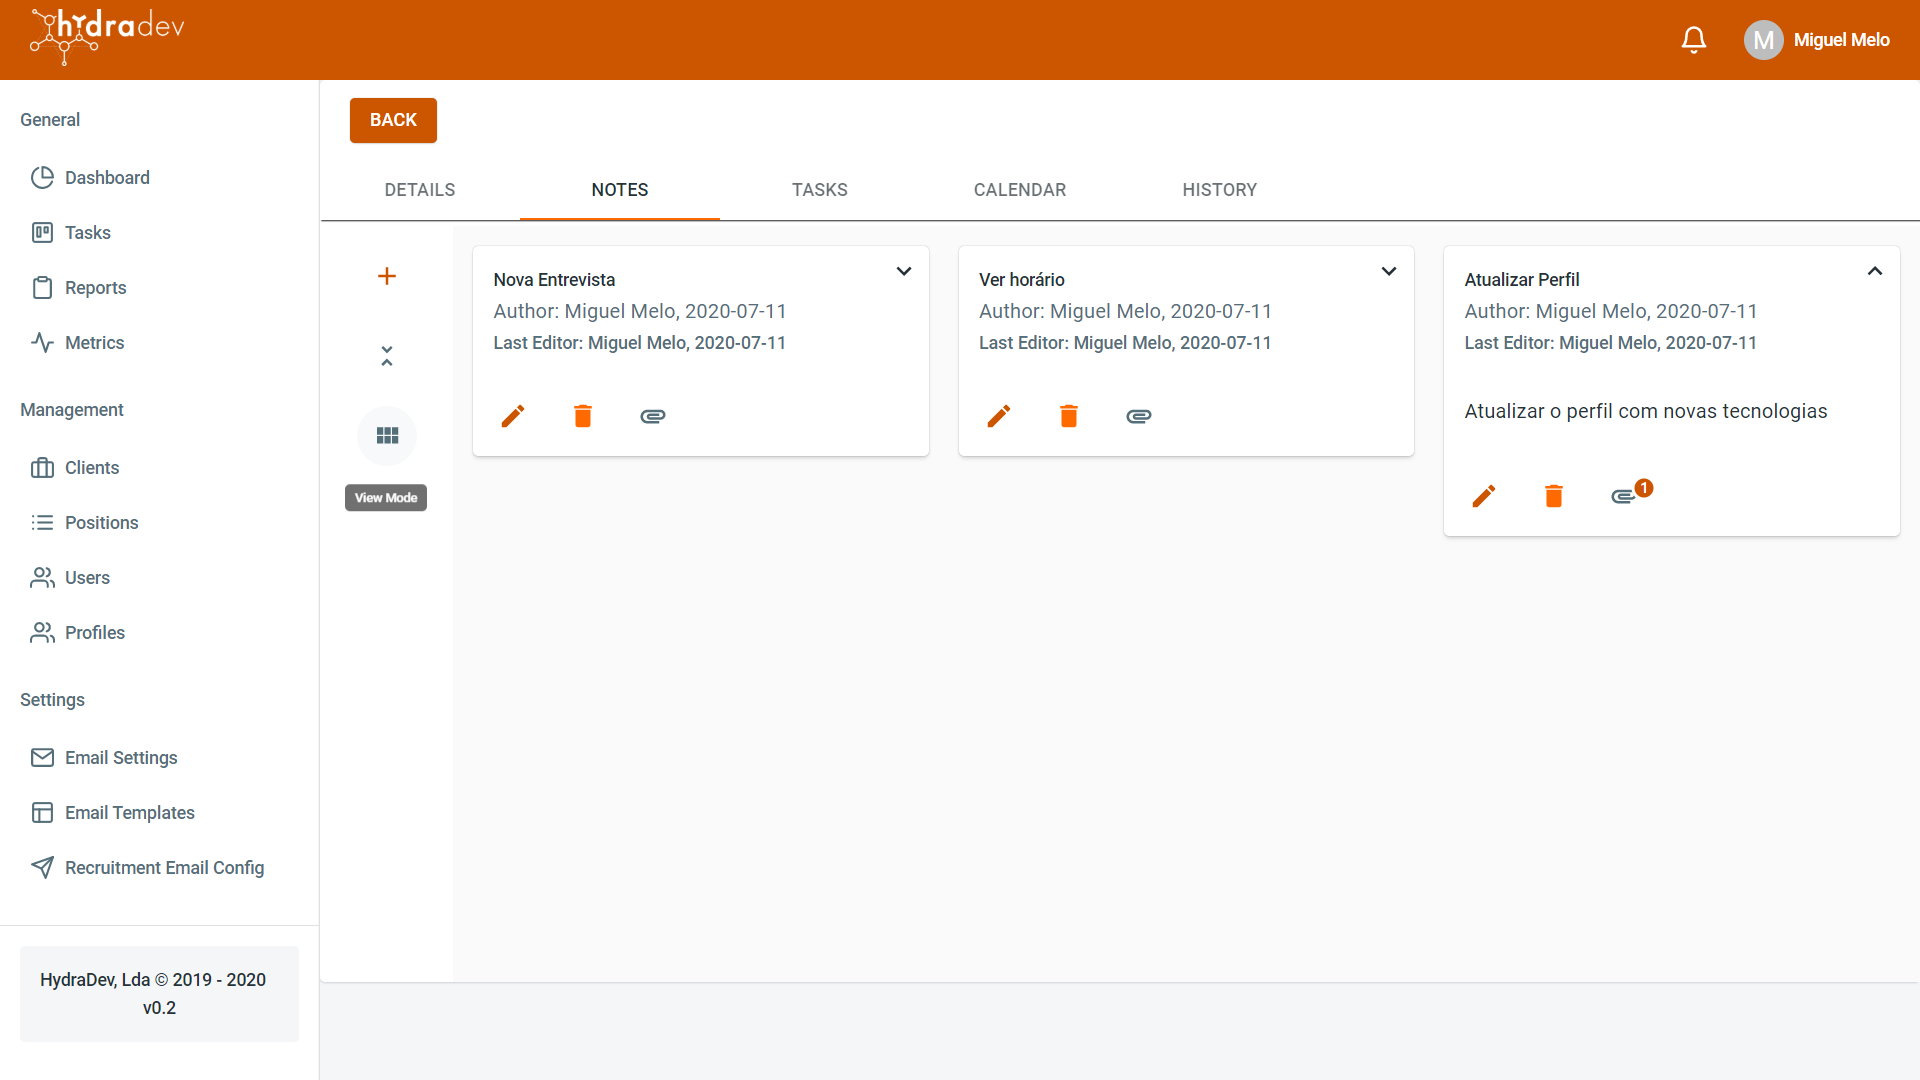 hydradev
M
Miguel Melo
General
Dashboard
Tasks
Reports
Metrics
Management
Clients
Positions
Users
Profiles
Settings
Email Settings
Email Templates
Recruitment Email Config
HydraDev, Lda © 2019 - 2020
v0.2
BACK
DETAILS
NOTES
TASKS
CALENDAR
HISTORY
View Mode
Nova Entrevista
Author: Miguel Melo, 2020-07-11
Last Editor: Miguel Melo, 2020-07-11
Ver horário
Author: Miguel Melo, 2020-07-11
Last Editor: Miguel Melo, 2020-07-11
Atualizar Perfil
Author: Miguel Melo, 2020-07-11
Last Editor: Miguel Melo, 2020-07-11
Atualizar o perfil com novas tecnologias
1